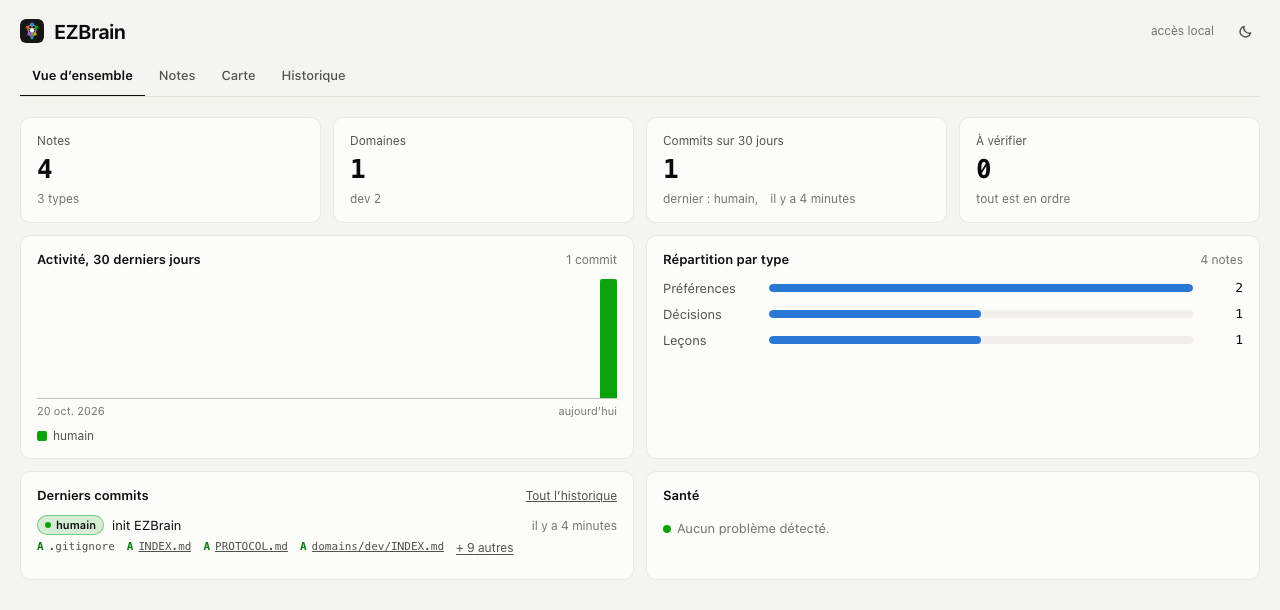 EZBrain
accès local
Vue d'ensemble Notes Carte Historique
Notes
4
3 types
Domaines
1
dev 2
Commits sur 30 jours
1
dernier : humain, il y a 4 minutes
À vérifier
0
tout est en ordre
Activité, 30 derniers jours 1 commit
20 oct. 2026 aujourd'hui
humain
Répartition par type 4 notes
Préférences 2
Décisions 1
Leçons 1
Derniers commits Tout l'historique
humain init EZBrain il y a 4 minutes
A .gitignore A INDEX.md A PROTOCOL.md A domains/dev/INDEX.md + 9 autres
Santé
Aucun problème détecté.